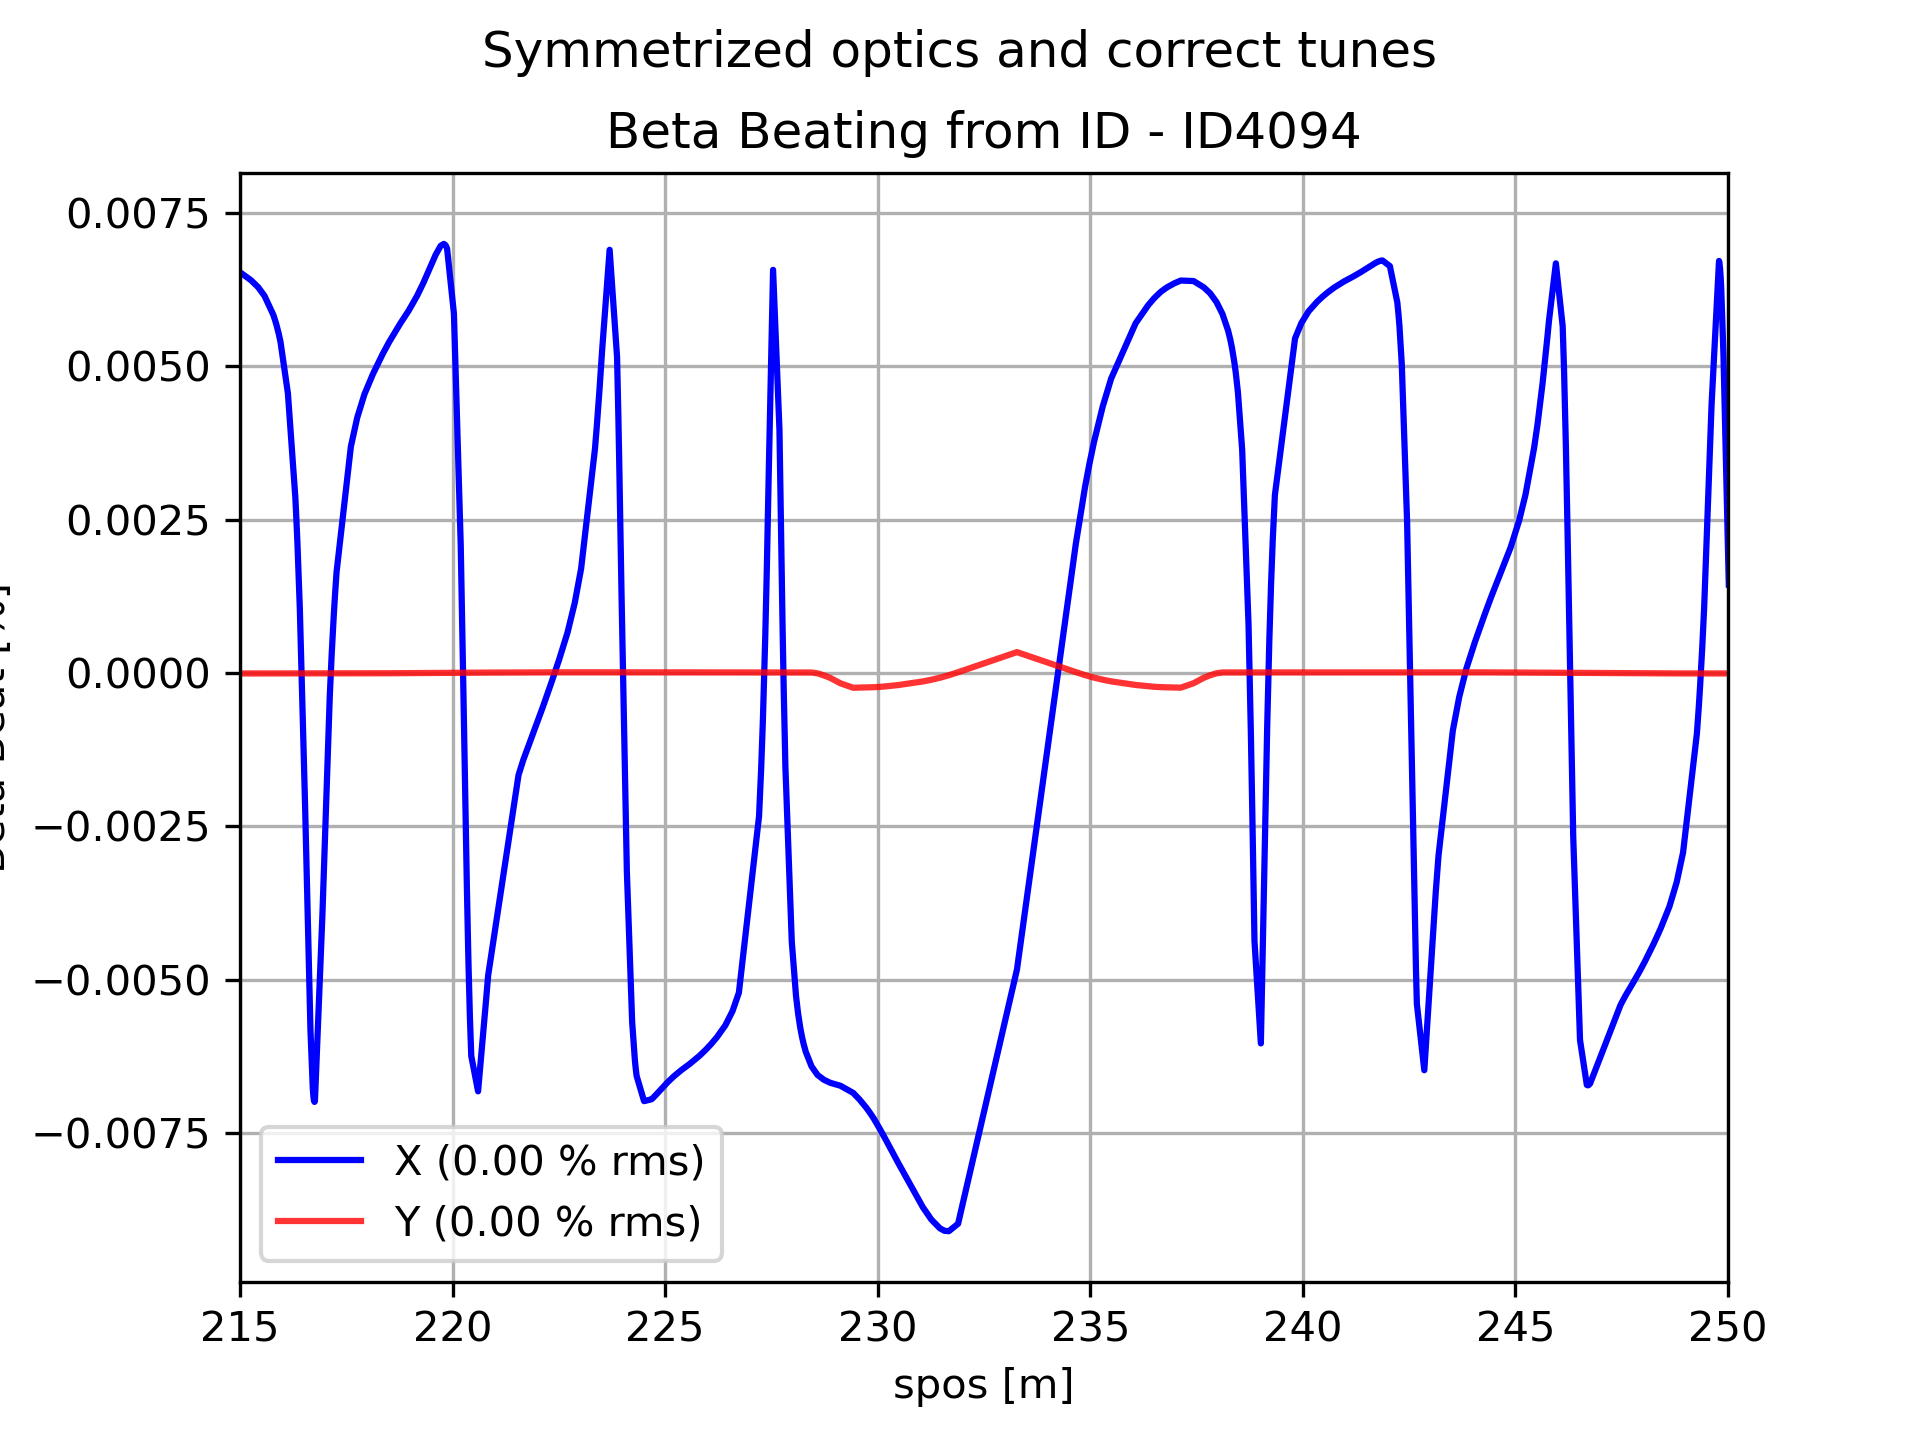 Symmetrized optics and correct tunes
Beta Beating from ID - ID4094
0.0075
0.0050
0.0025
0.0000
−0.0025
−0.0050
−0.0075
X (0.00 % rms)
Y (0.00 % rms)
215 220 225 230 235 240 245 250
spos [m]